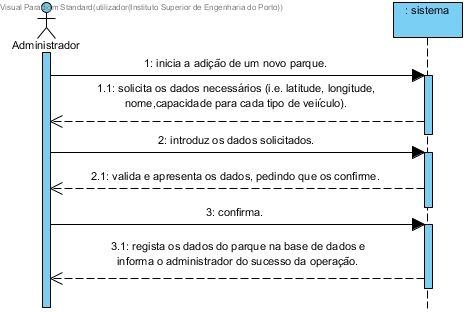 Visual Paradigm Standard(utilizador(Instituto Superior de Engenharia do Porto))
: sistema
Administrador
1: inicia a adição de um novo parque.
1.1: solicita os dados necessários (i.e. latitude, longitude,
nome,capacidade para cada tipo de veiículo).
2: introduz os dados solicitados.
2.1: valida e apresenta os dados, pedindo que os confirme.
3: confirma.
3.1: regista os dados do parque na base de dados e
informa o administrador do sucesso da operação.